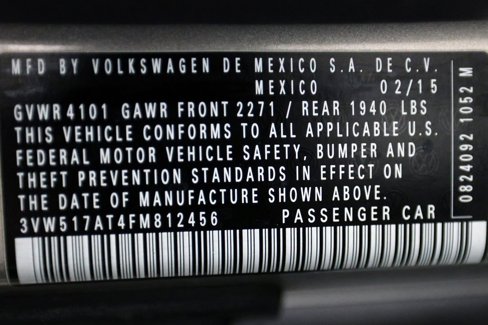 MFD BY VOLKSWAGEN DE MEXICO S.A. DE C.V.
MEXICO 02/15
GVWR 4101 GAWR FRONT 2271 / REAR 1940 LBS
THIS VEHICLE CONFORMS TO ALL APPLICABLE U.S.
FEDERAL MOTOR VEHICLE SAFETY, BUMPER AND
THEFT PREVENTION STANDARDS IN EFFECT ON
THE DATE OF MANUFACTURE SHOWN ABOVE.
3VW517AT4FM812456 PASSENGER CAR
0824092 1052 M